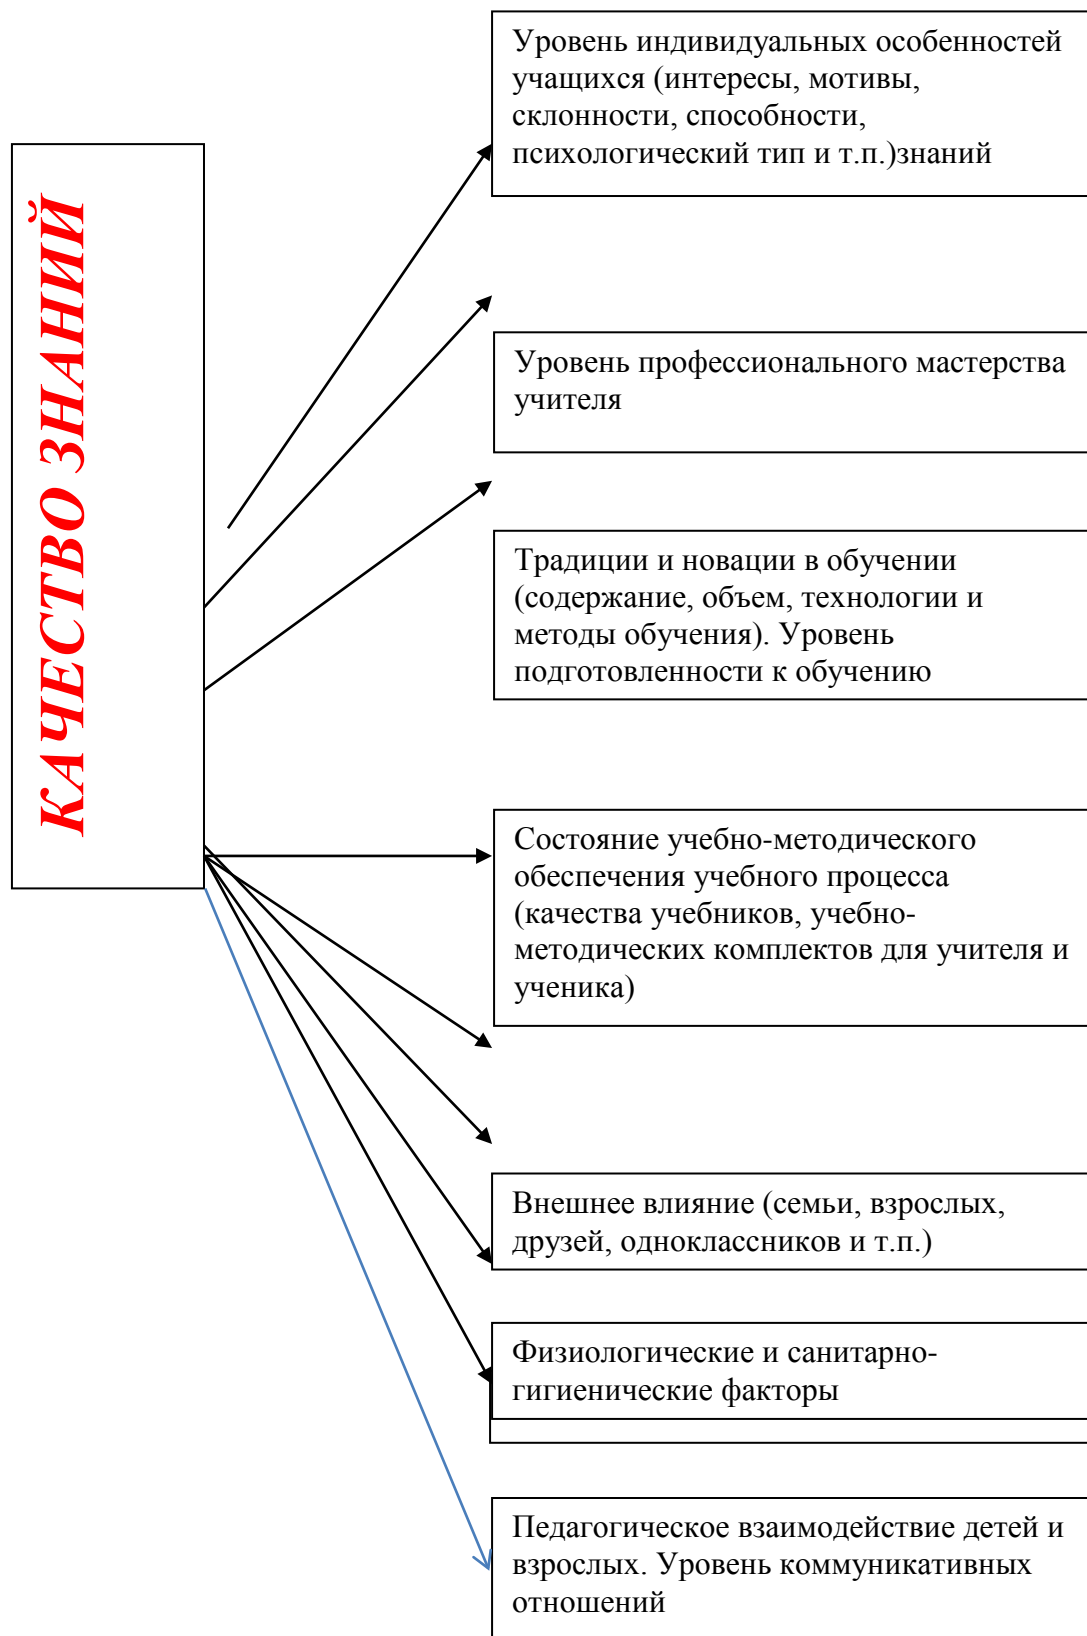 КАЧЕСТВО ЗНАНИЙ
Уровень индивидуальных особенностей
учащихся (интересы, мотивы,
склонности, способности,
психологический тип и т.п.)знаний
Уровень профессионального мастерства
учителя
Традиции и новации в обучении
(содержание, объем, технологии и
методы обучения). Уровень
подготовленности к обучению
Состояние учебно-методического
обеспечения учебного процесса
(качества учебников, учебно-
методических комплектов для учителя и
ученика)
Внешнее влияние (семьи, взрослых,
друзей, одноклассников и т.п.)
Физиологические и санитарно-
гигиенические факторы
Педагогическое взаимодействие детей и
взрослых. Уровень коммуникативных
отношений